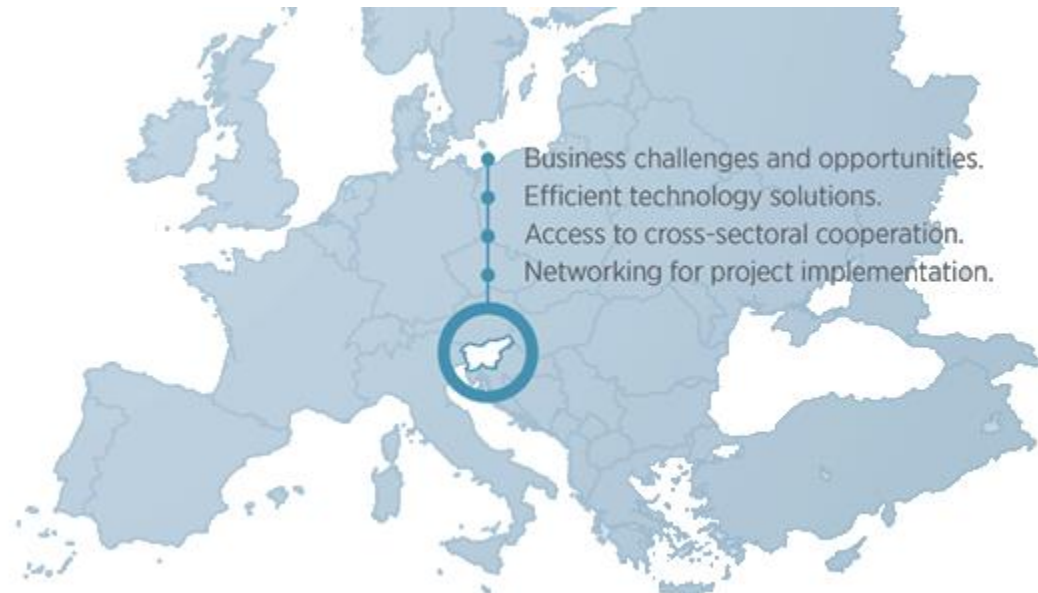 Business challenges and opportunities.
Efficient technology solutions.
Access to cross-sectoral cooperation.
Networking for project implementation.